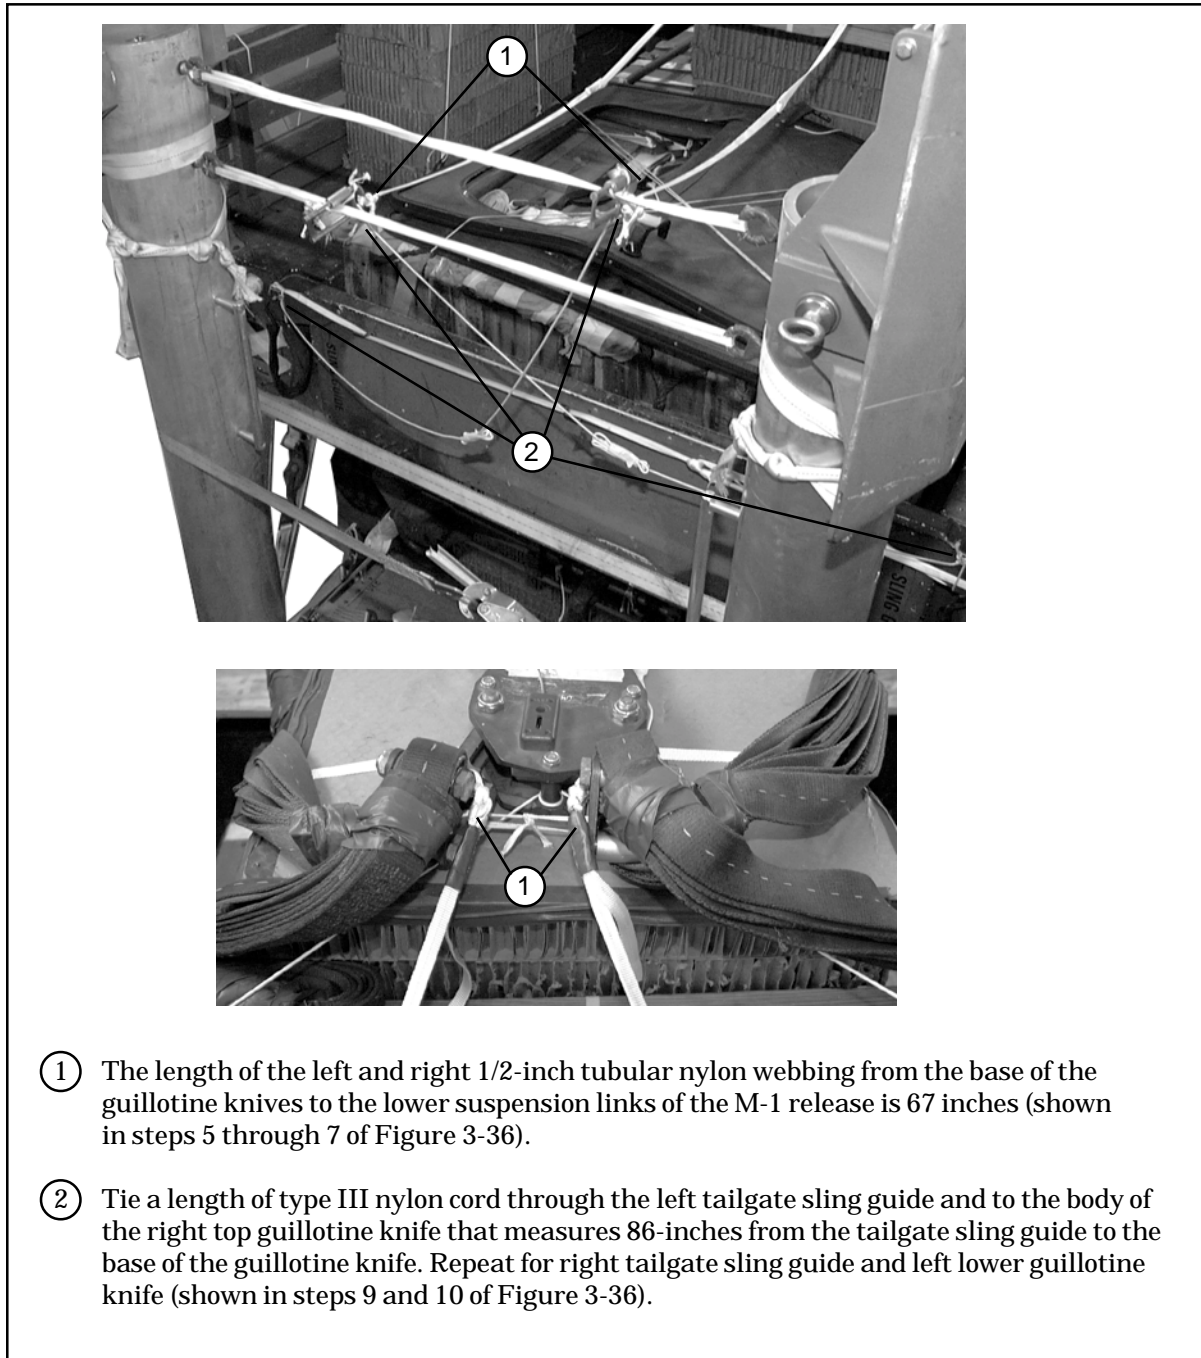 1
2
SLING G
1
1 The length of the left and right 1/2-inch tubular nylon webbing from the base of the
guillotine knives to the lower suspension links of the M-1 release is 67 inches (shown
in steps 5 through 7 of Figure 3-36).
2 Tie a length of type III nylon cord through the left tailgate sling guide and to the body of
the right top guillotine knife that measures 86-inches from the tailgate sling guide to the
base of the guillotine knife. Repeat for right tailgate sling guide and left lower guillotine
knife (shown in steps 9 and 10 of Figure 3-36).